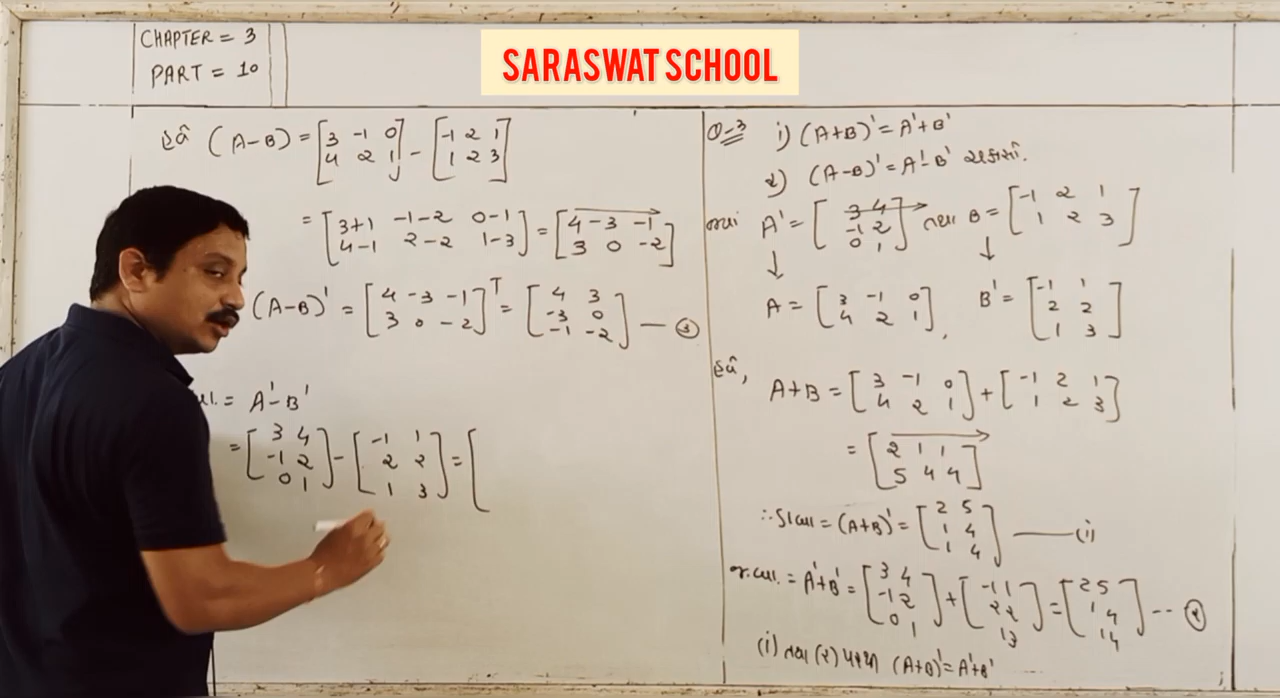 CHAPTER = 3
PART = 10
SARASWAT SCHOOL
હવે (A-B) = [3 -1 0] - [-1 2 1]
[4 2 1] [1 2 3]
= [3+1 -1-2 0-1] = [4 -3 -1]
[4-1 2-2 1-3] [3 0 -2]
(A-B)' = [4 -3 -1]ᵀ = [4 3]
[3 0 -2] [-3 0]
[-1 -2] — ③
= A'-B'
= [3 4] - [-1 1] = [
[-1 2] [2 2]
[0 1] [1 3]
Q-3 i) (A+B)' = A'+B'
૨) (A-B)' = A'-B' ચકાસો.
જ્યાં A' = [3 4] તથા B = [-1 2 1]
[-1 2] [1 2 3]
[0 1]
↓ ↓
A = [3 -1 0] , B' = [-1 1]
[4 2 1] [2 2]
[1 3]
હવે,
A+B = [3 -1 0] + [-1 2 1]
[4 2 1] [1 2 3]
= [2 1 1]
[5 4 4]
∴ ડા.બા. = (A+B)' = [2 5]
[1 4]
[1 4] — (i)
જ.બા. = A'+B' = [3 4] + [-1 1] = [2 5]
[-1 2] [2 2] [1 4]
[0 1] [1 3] [1 4] -- ②
(i) તથા (૨) પરથી (A+B)' = A'+B'